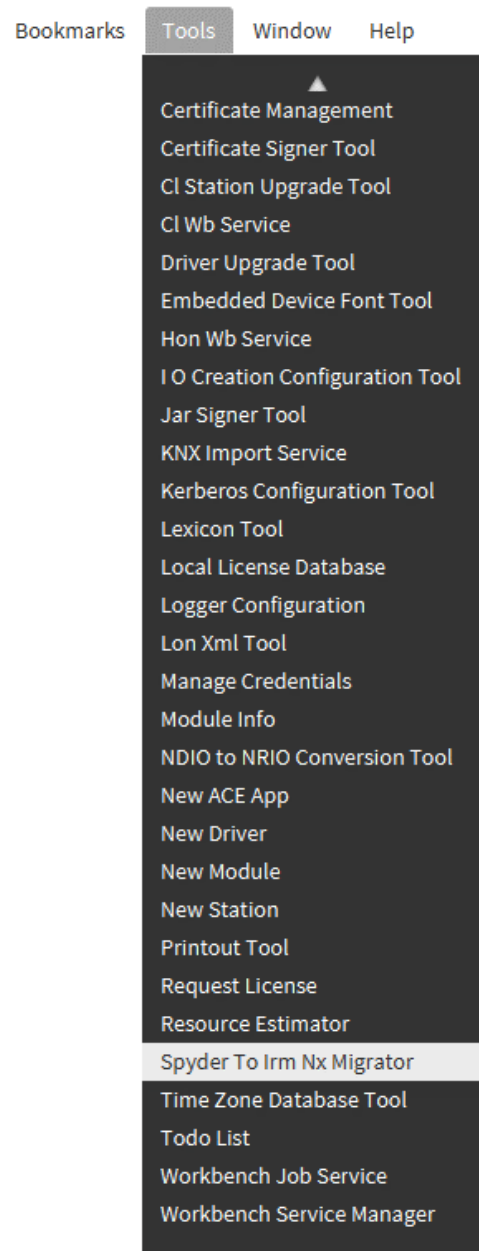 Bookmarks Tools Window Help
Certificate Management
Certificate Signer Tool
Cl Station Upgrade Tool
Cl Wb Service
Driver Upgrade Tool
Embedded Device Font Tool
Hon Wb Service
I O Creation Configuration Tool
Jar Signer Tool
KNX Import Service
Kerberos Configuration Tool
Lexicon Tool
Local License Database
Logger Configuration
Lon Xml Tool
Manage Credentials
Module Info
NDIO to NRIO Conversion Tool
New ACE App
New Driver
New Module
New Station
Printout Tool
Request License
Resource Estimator
Spyder To Irm Nx Migrator
Time Zone Database Tool
Todo List
Workbench Job Service
Workbench Service Manager